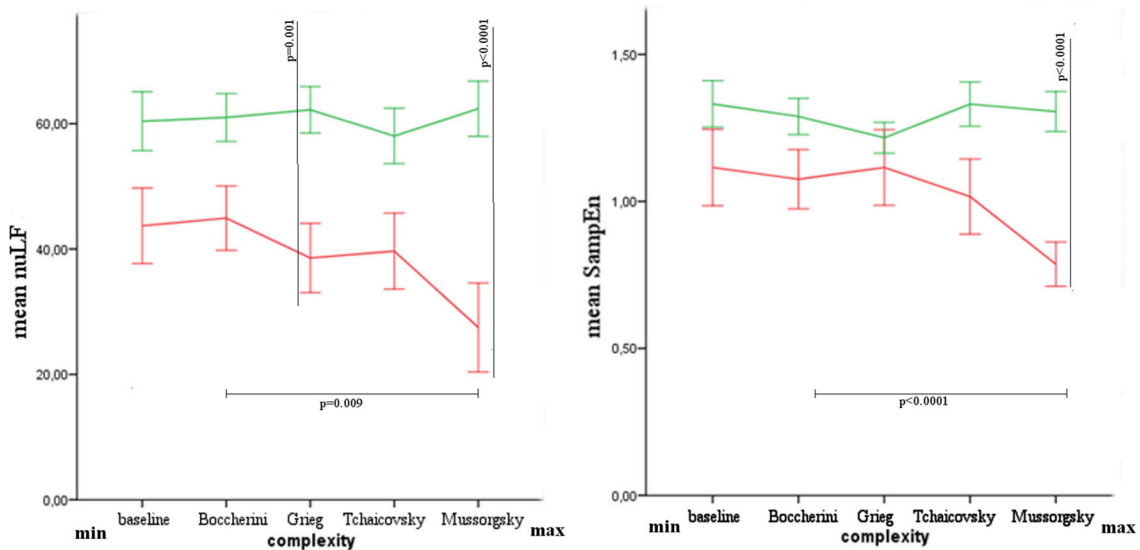 mean nuLF
60,00
40,00
20,00
0,00
p=0.001
p<0.0001
p=0.009
min
baseline
Boccherini
Grieg
Tchaicovsky
Mussorgsky
max
complexity
mean SampEn
1,50
1,00
0,50
0,00
p<0.0001
p<0.0001
min
baseline
Boccherini
Grieg
Tchaicovsky
Mussorgsky
max
complexity